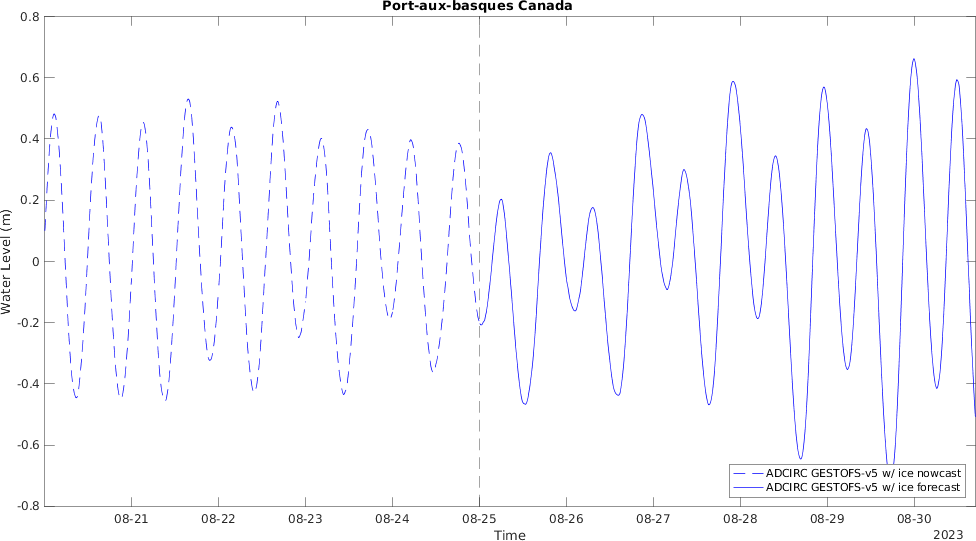 Port-aux-basques Canada
Water Level (m)
0.8
0.6
0.4
0.2
0
-0.2
-0.4
-0.6
-0.8
ADCIRC GESTOFS-v5 w/ ice nowcast
ADCIRC GESTOFS-v5 w/ ice forecast
08-21 08-22 08-23 08-24 08-25 08-26 08-27 08-28 08-29 08-30
Time
2023